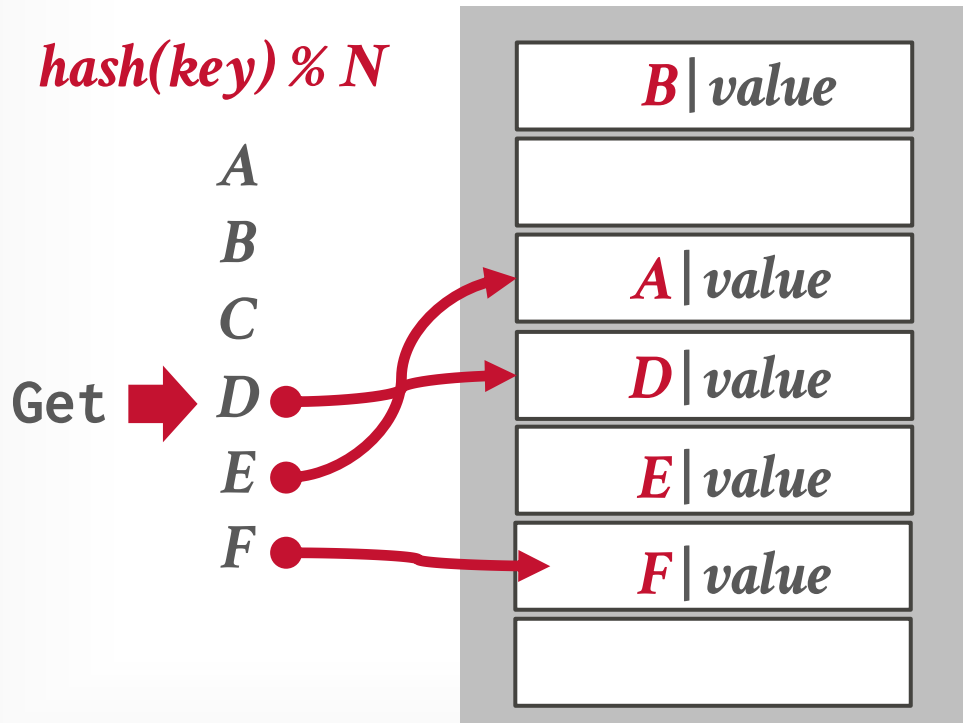 hash(key) % N
A
B
C
Get D
E
F
B|value
A|value
D|value
E|value
F|value